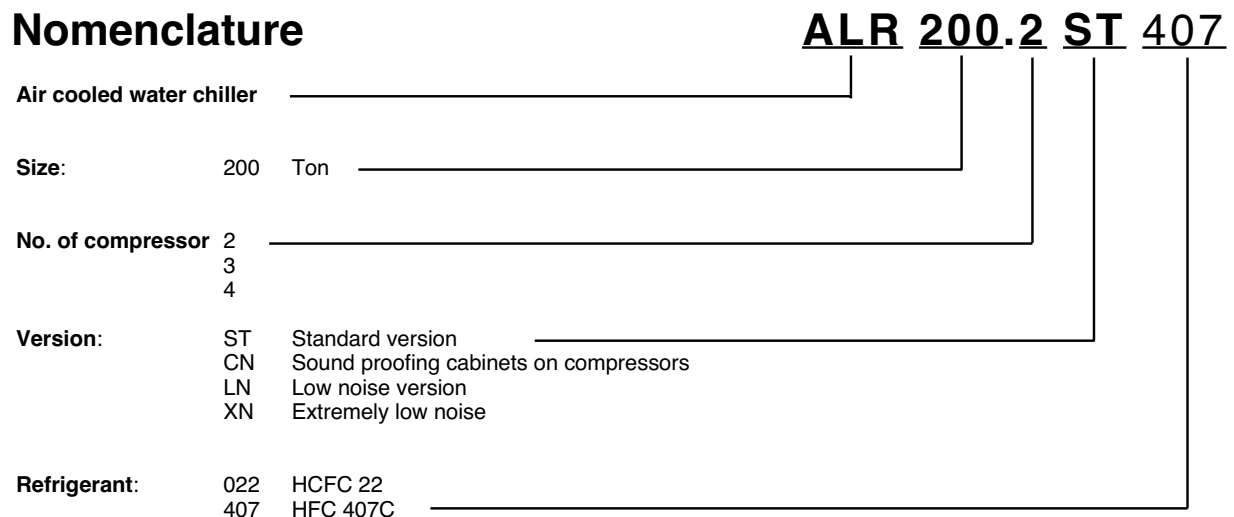 Nomenclature ALR 200.2 ST 407
Air cooled water chiller
Size: 200 Ton
No. of compressor 2
3
4
Version: ST Standard version
CN Sound proofing cabinets on compressors
LN Low noise version
XN Extremely low noise
Refrigerant: 022 HCFC 22
407 HFC 407C